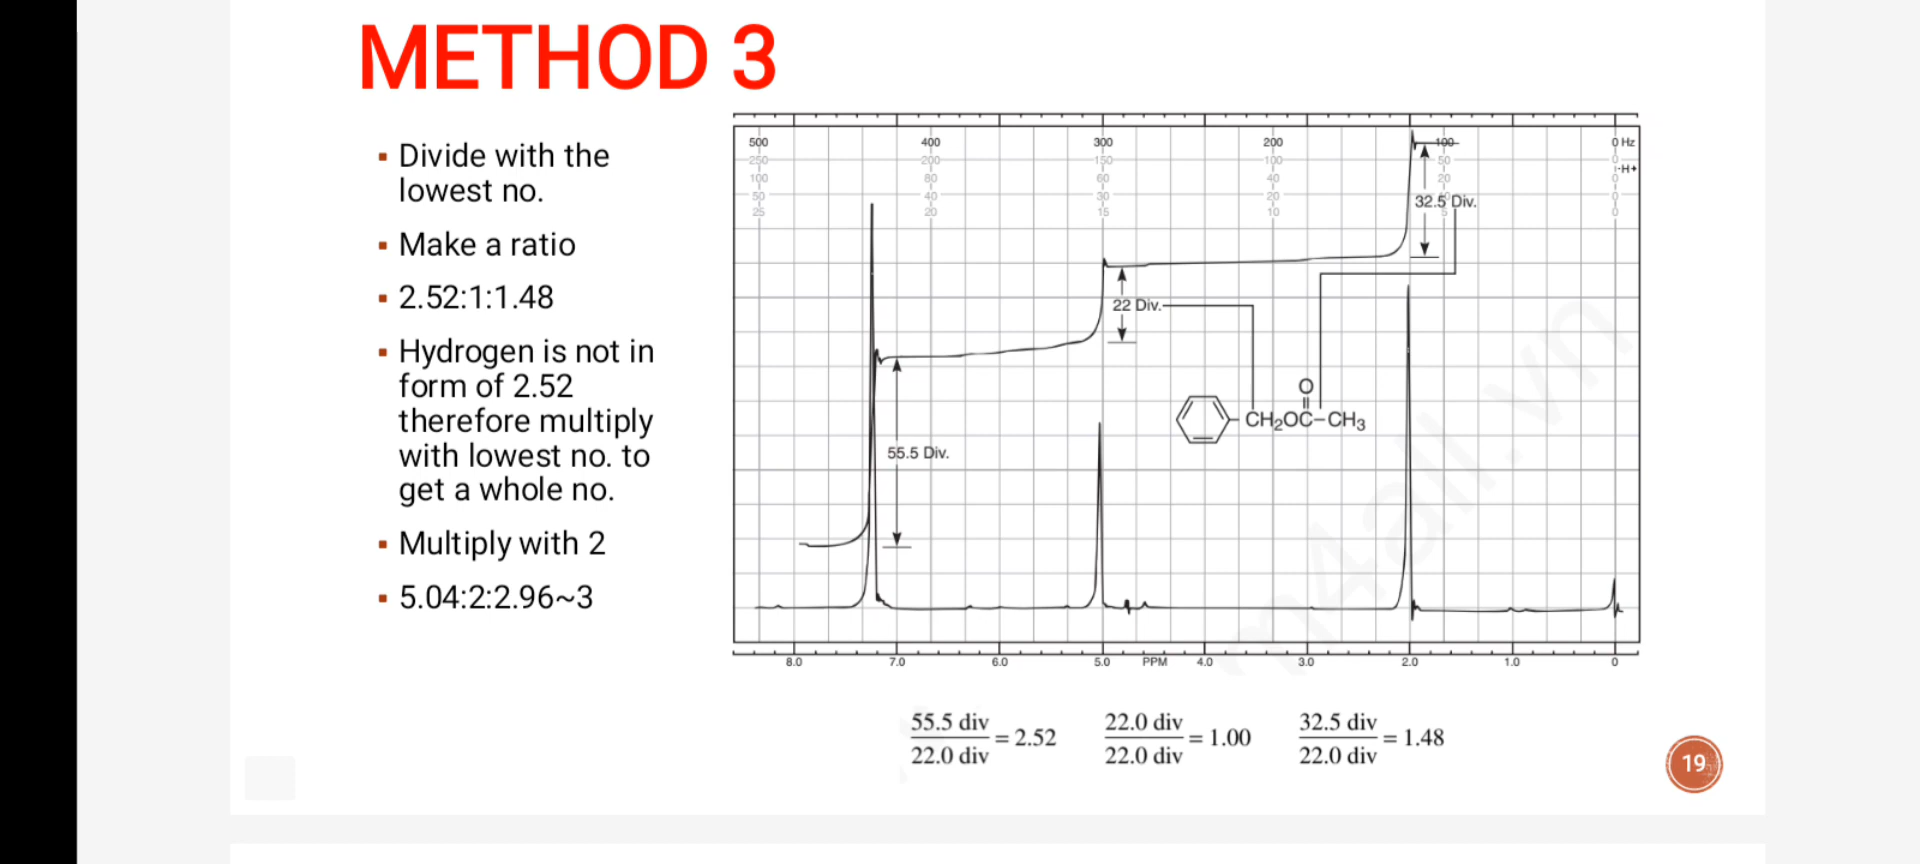 METHOD 3
▪ Divide with the
lowest no.
▪ Make a ratio
▪ 2.52:1:1.48
▪ Hydrogen is not in
form of 2.52
therefore multiply
with lowest no. to
get a whole no.
▪ Multiply with 2
▪ 5.04:2:2.96~3
500 400 300 200 100 0 Hz
250 200 150 100 50 0
100 80 60 40 20 0
50 40 30 20 0
25 20 15 10 5 0
H+
32.5 Div.
22 Div.
55.5 Div.
O
CH2OC-CH3
8.0 7.0 6.0 5.0 PPM 4.0 3.0 2.0 1.0 0
55.5 div
22.0 div
= 2.52
22.0 div
22.0 div
= 1.00
32.5 div
22.0 div
= 1.48
19
m4all.vn